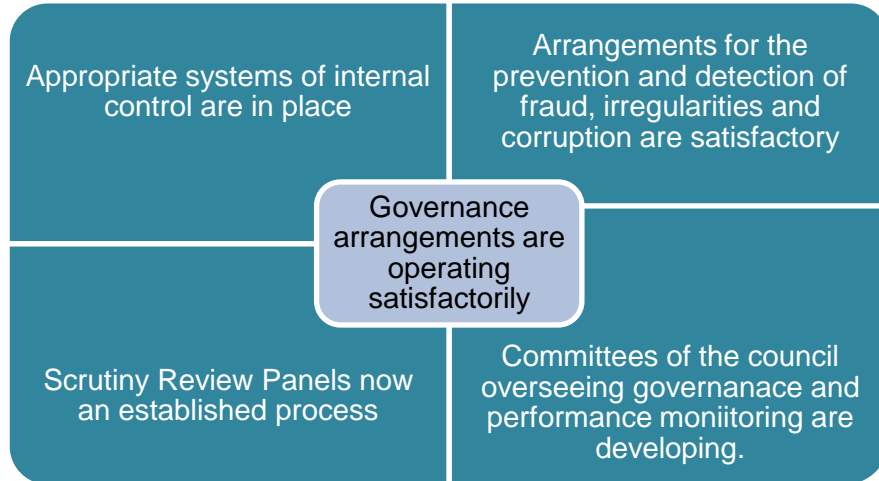 Appropriate systems of internal
control are in place
Arrangements for the
prevention and detection of
fraud, irregularities and
corruption are satisfactory
Governance
arrangements are
operating
satisfactorily
Scrutiny Review Panels now
an established process
Committees of the council
overseeing governanace and
performance moniitoring are
developing.